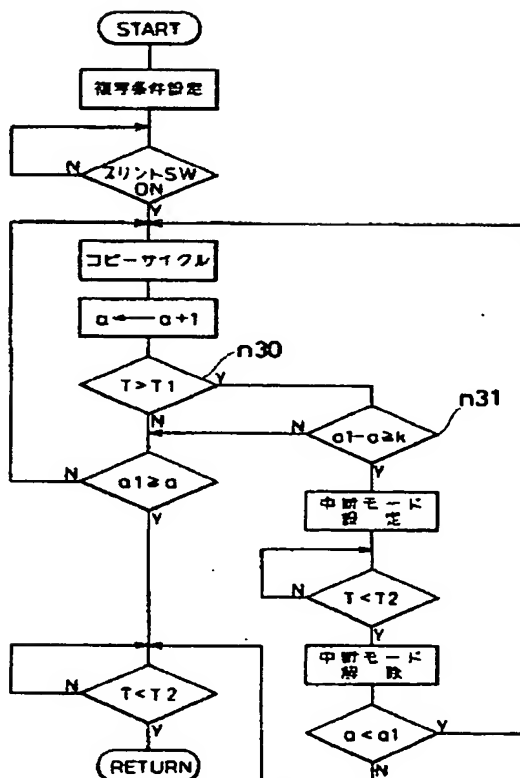 START
複写条件設定
N
プリントSW
ON
Y
コピーサイクル
a ← a+1
n30
T>T1
Y
N
n31
N
a1-a≧k
Y
N
a1≧a
Y
中断モード
設定
N
T<T2
Y
中断モード
解除
N
T<T2
Y
a<a1
Y
N
RETURN